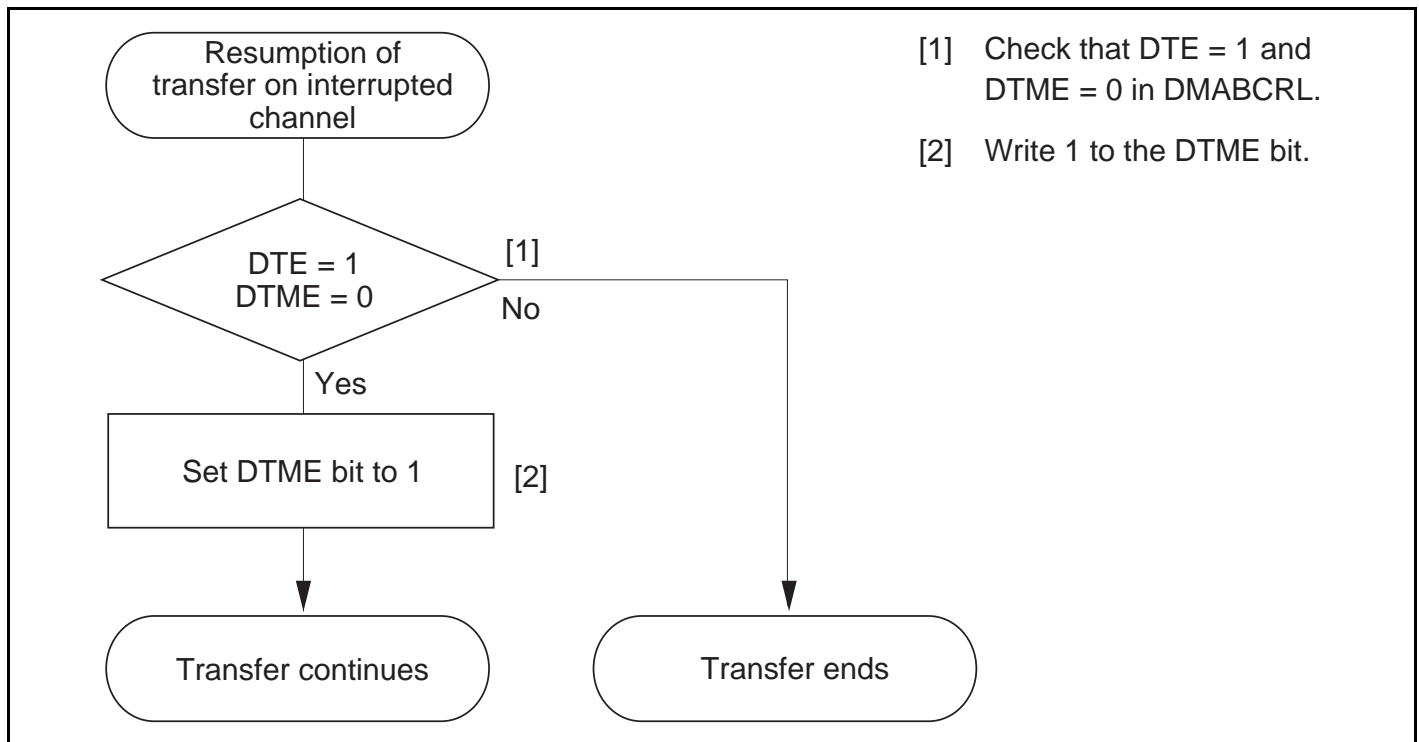 Resumption of
transfer on interrupted
channel
DTE = 1
DTME = 0
[1]
No
Yes
Set DTME bit to 1
[2]
Transfer continues
Transfer ends
[1] Check that DTE = 1 and
DTME = 0 in DMABCRL.
[2] Write 1 to the DTME bit.